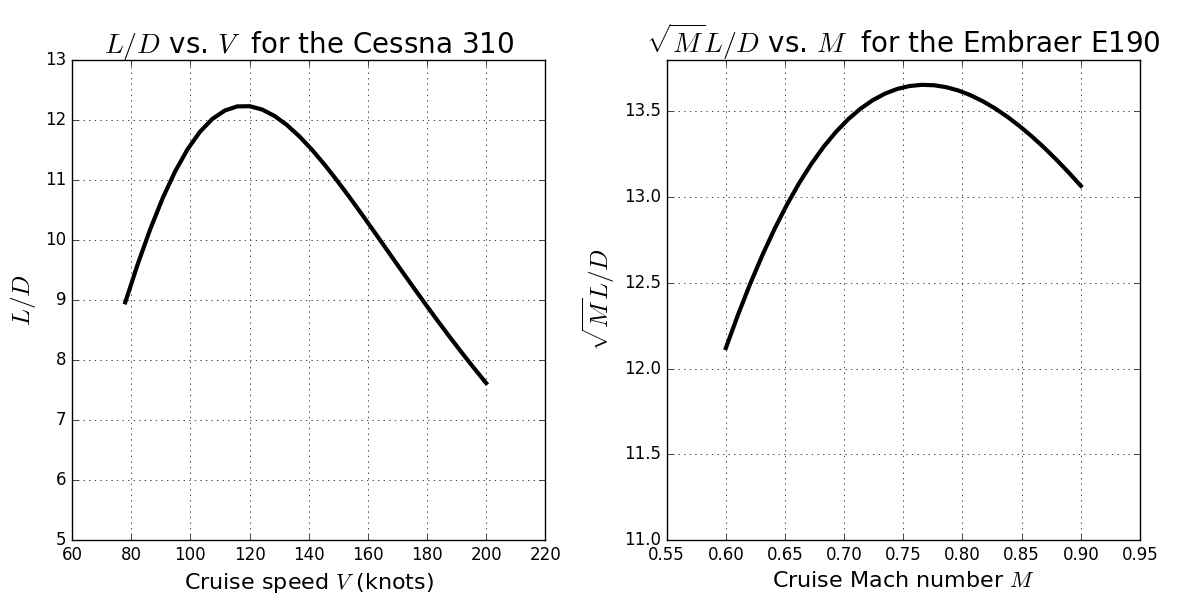 L/D vs. V for the Cessna 310
13
12
11
10
9
8
7
6
5
L/D
60 80 100 120 140 160 180 200 220
Cruise speed V (knots)
√M L/D vs. M for the Embraer E190
13.5
13.0
12.5
12.0
11.5
11.0
√M L/D
0.55 0.60 0.65 0.70 0.75 0.80 0.85 0.90 0.95
Cruise Mach number M